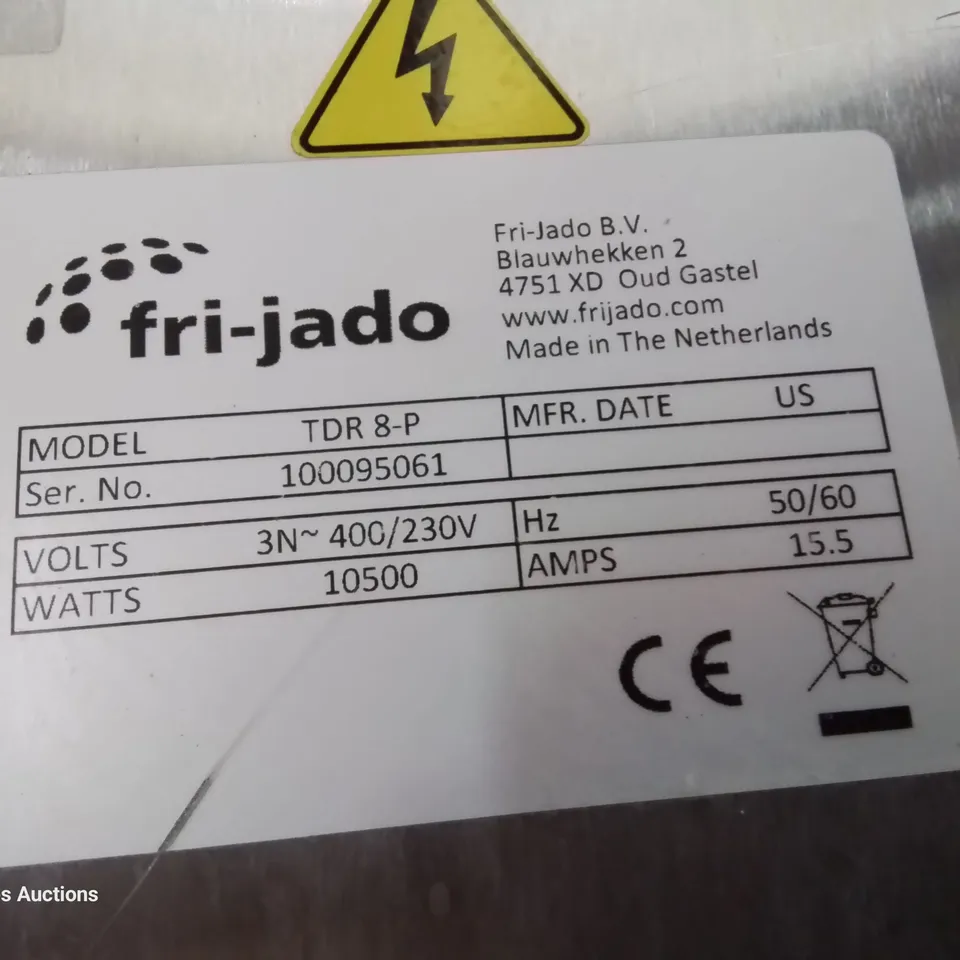 fri-jado
Fri-Jado B.V.
Blauwhekken 2
4751 XD Oud Gastel
www.frijado.com
Made in The Netherlands
MODEL TDR 8-P MFR. DATE US
Ser. No. 100095061
VOLTS 3N~ 400/230V Hz 50/60
WATTS 10500 AMPS 15.5
CE
s Auctions